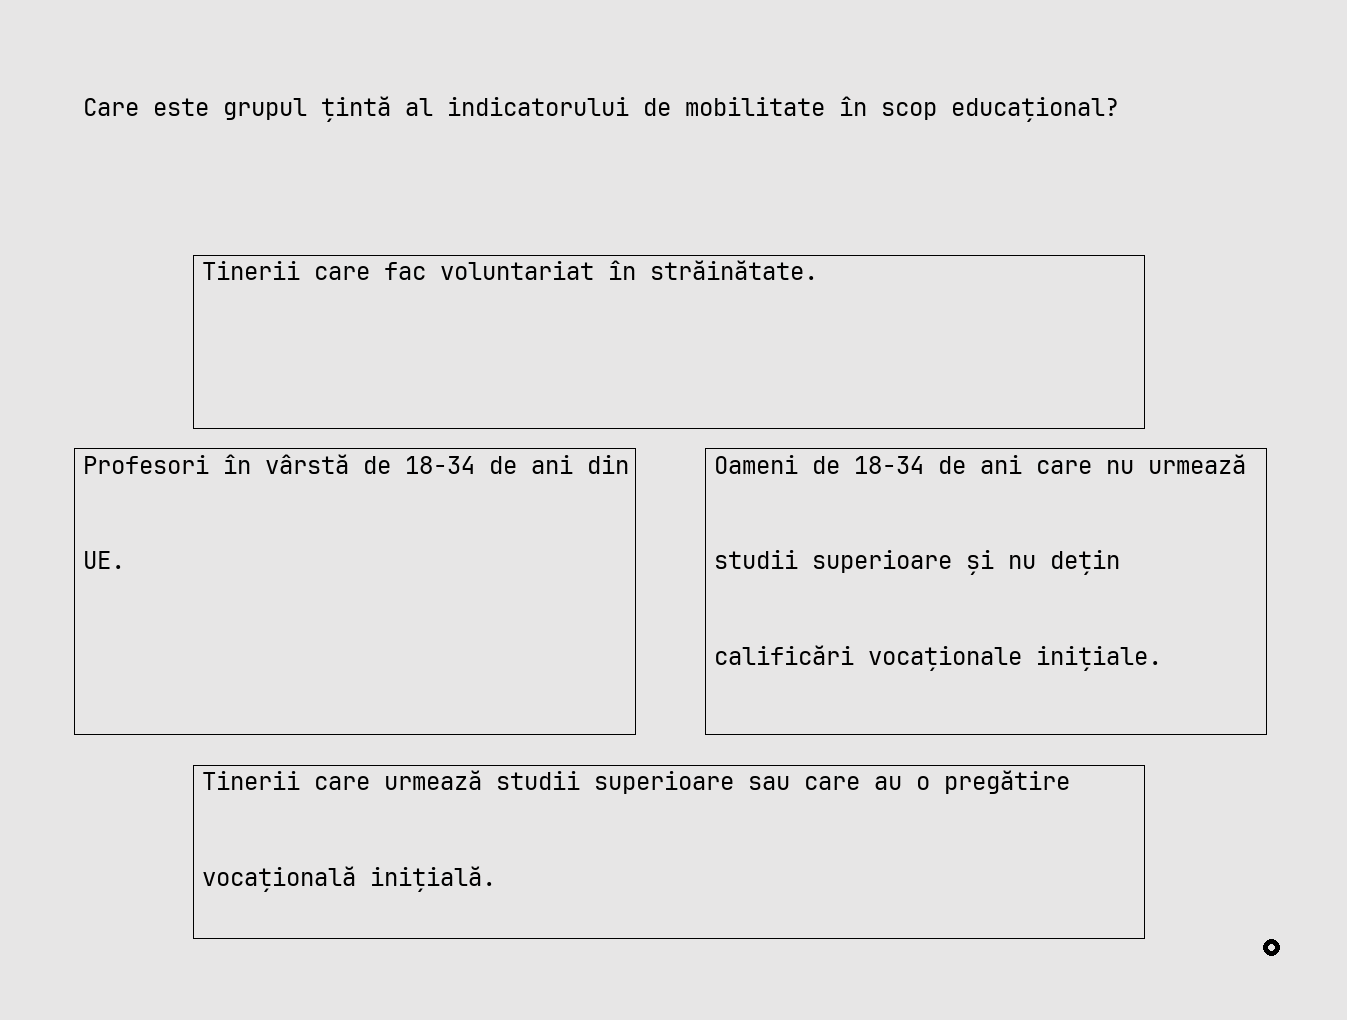 Care este grupul țintă al indicatorului de mobilitate în scop educațional?
Tinerii care fac voluntariat în străinătate.
Profesori în vârstă de 18-34 de ani din
UE.
Oameni de 18-34 de ani care nu urmează
studii superioare și nu dețin
calificări vocaționale inițiale.
Tinerii care urmează studii superioare sau care au o pregătire
vocațională inițială.